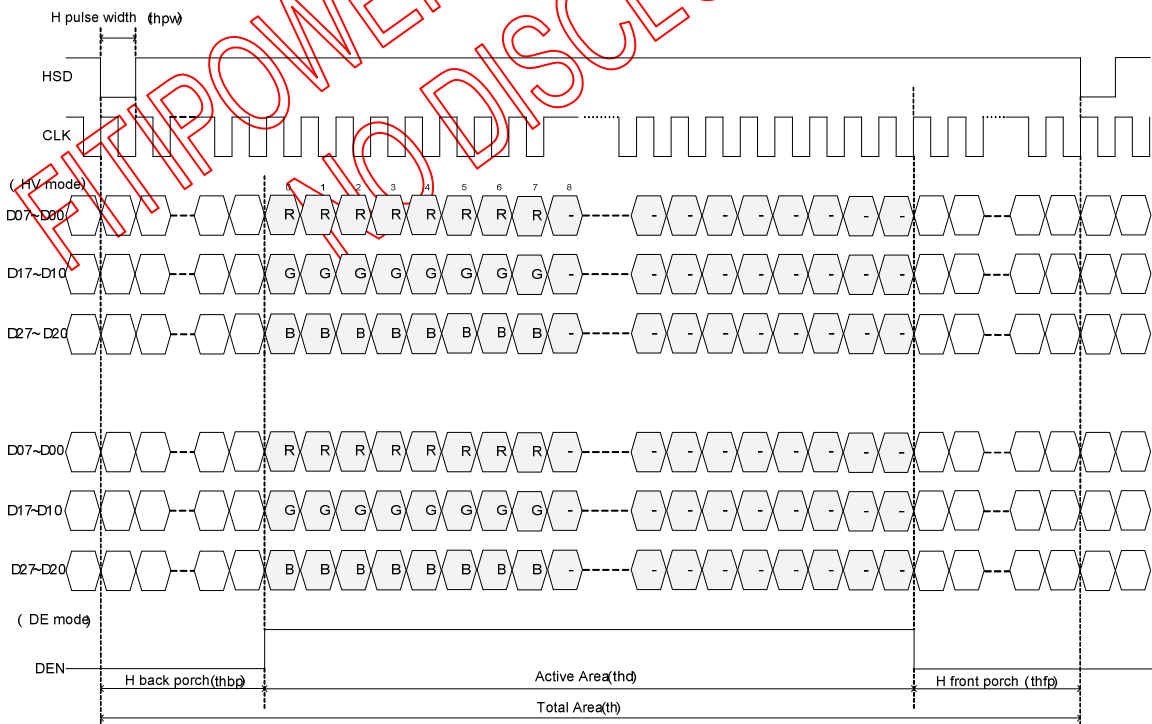 H pulse width (thpw)
FITIPOWER
NO DISCLO
HSD
CLK
( HV mode)
0 1 2 3 4 5 6 7 8
D07~D00 R R R R R R R R - - - - - - - - -
D17~D10 G G G G G G G G - - - - - - - - -
D27~D20 B B B B B B B B - - - - - - - - -
D07~D00 R R R R R R R R - - - - - - - - -
D17~D10 G G G G G G G G - - - - - - - - -
D27~D20 B B B B B B B B - - - - - - - - -
( DE mode)
DEN
H back porch(thbp) Active Area(thd) H front porch (thfp)
Total Area(th)